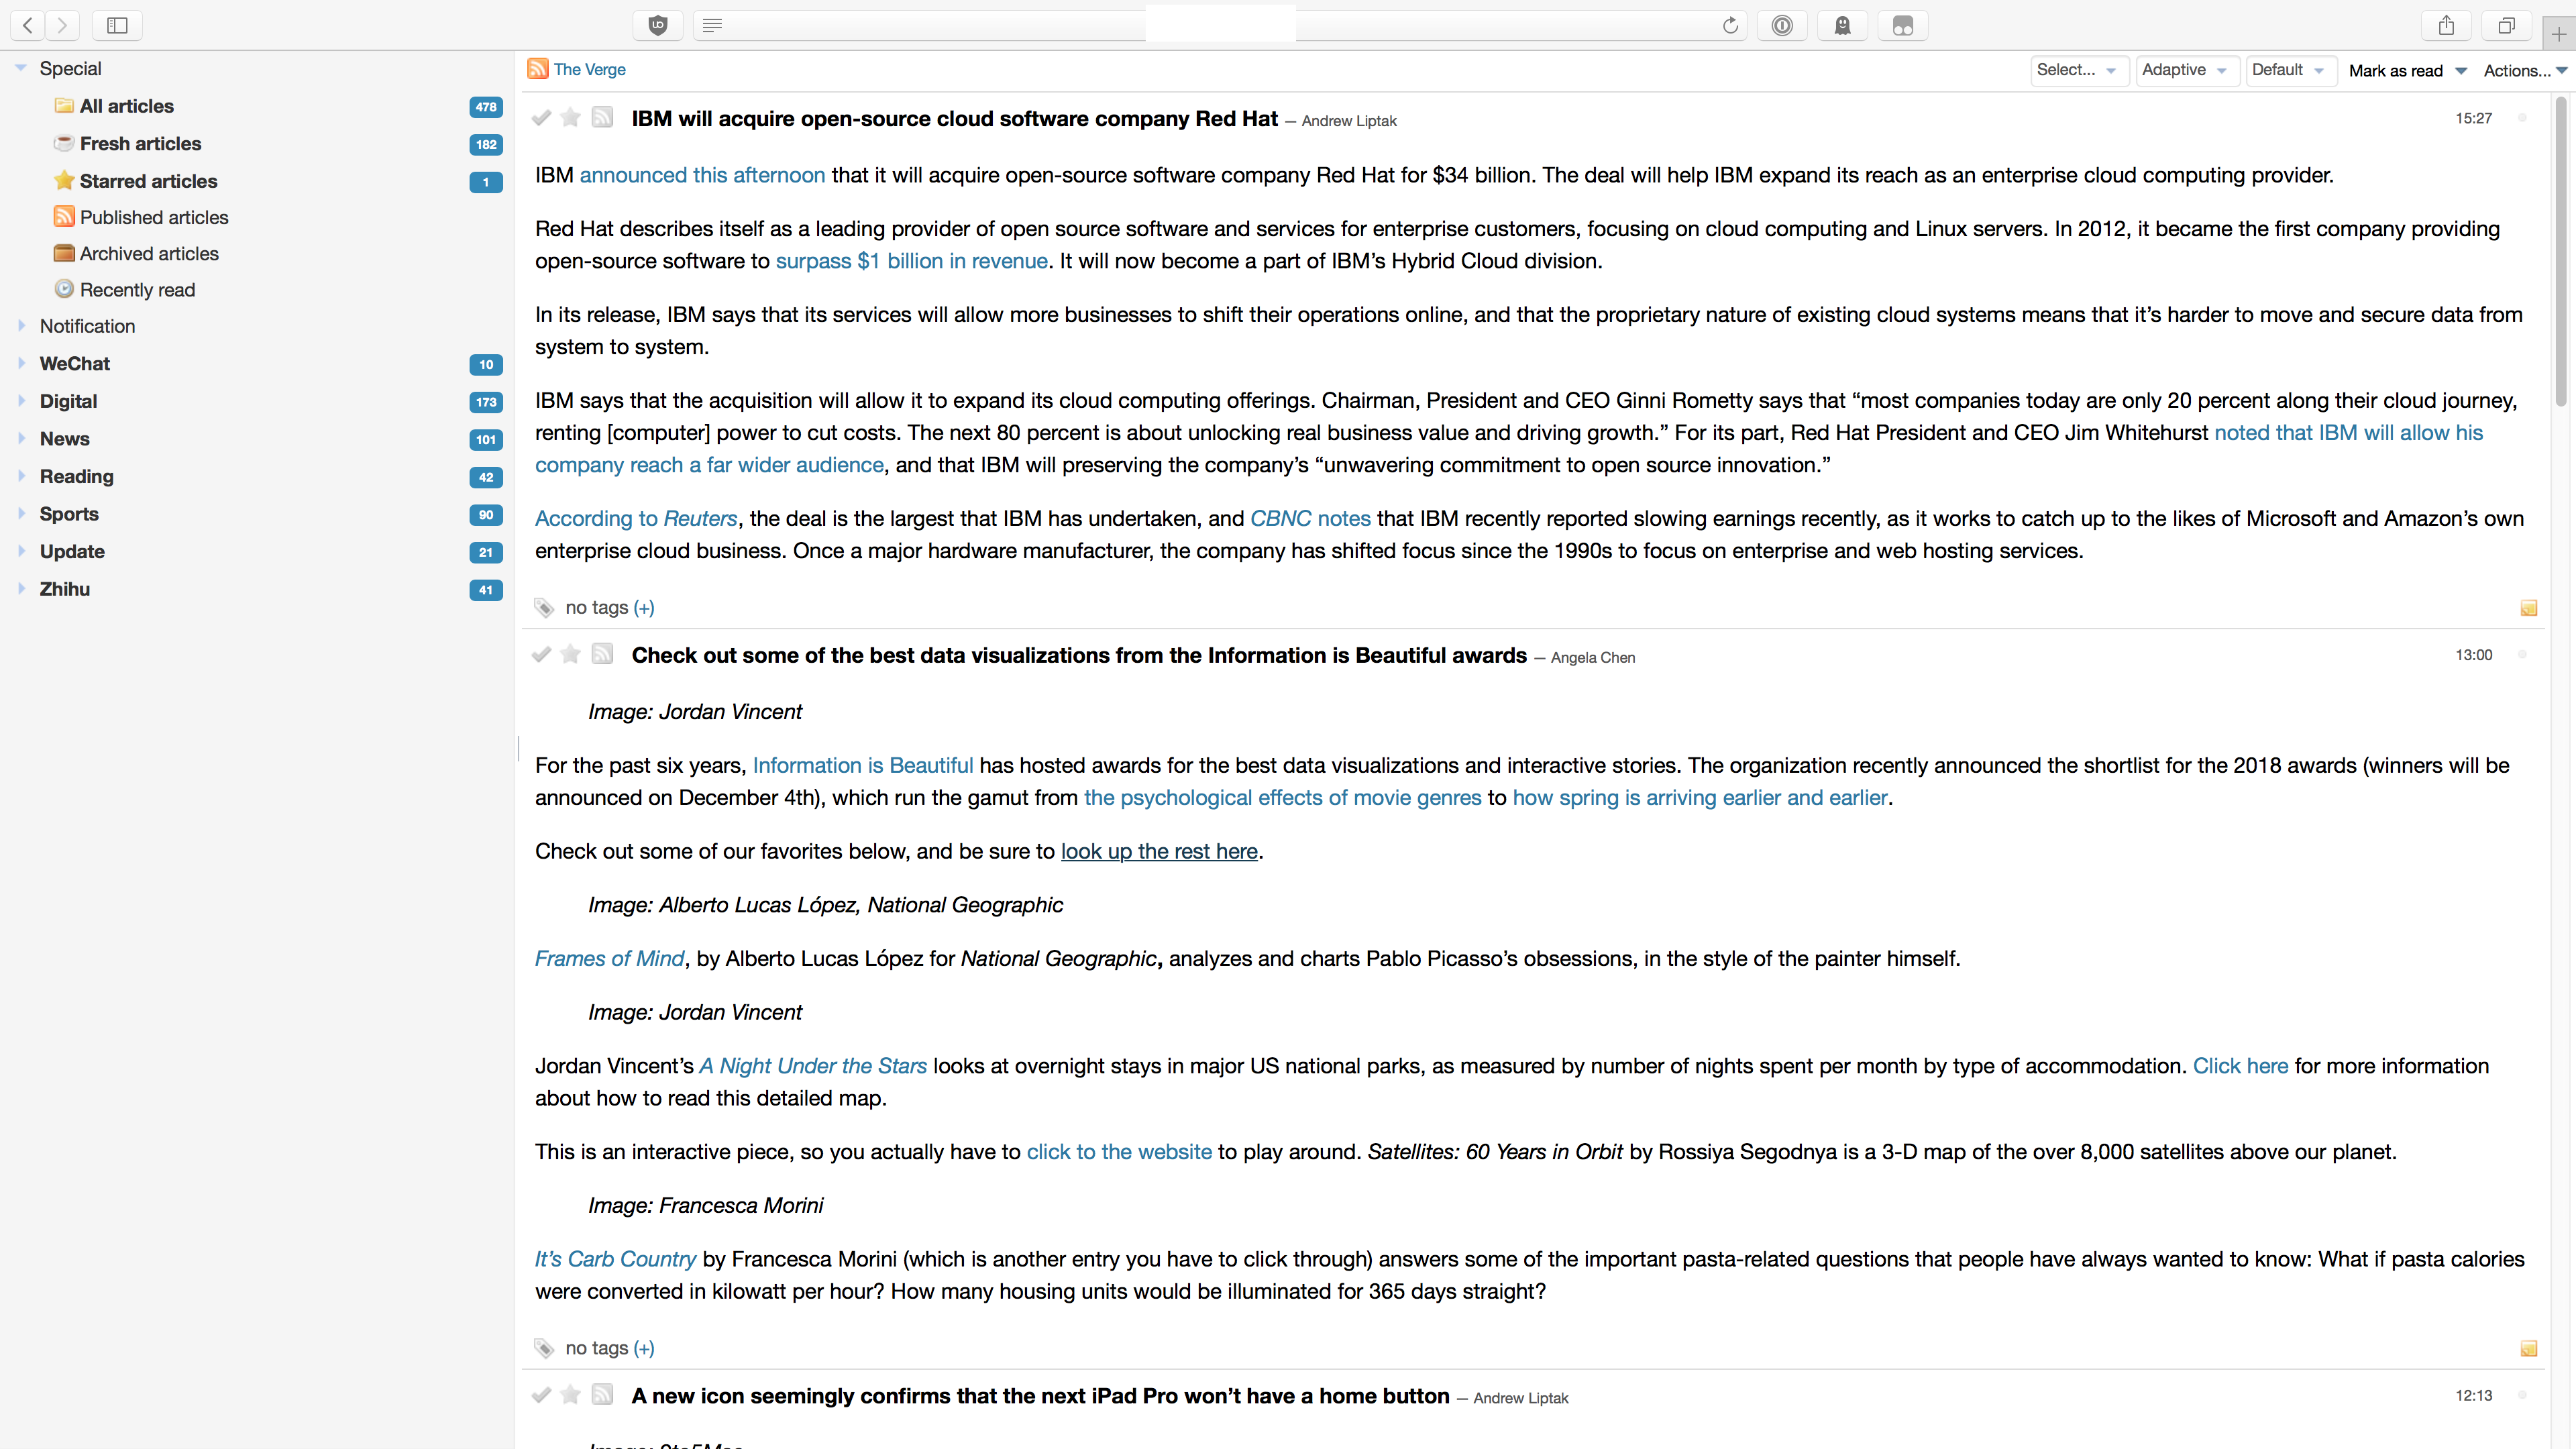 Special
All articles 478
Fresh articles 182
Starred articles 1
Published articles
Archived articles
Recently read
Notification
WeChat 10
Digital 173
News 101
Reading 42
Sports 90
Update 21
Zhihu 41
The Verge Select... Adaptive Default Mark as read Actions...
IBM will acquire open-source cloud software company Red Hat – Andrew Liptak 15:27
IBM announced this afternoon that it will acquire open-source software company Red Hat for $34 billion. The deal will help IBM expand its reach as an enterprise cloud computing provider.
Red Hat describes itself as a leading provider of open source software and services for enterprise customers, focusing on cloud computing and Linux servers. In 2012, it became the first company providing
open-source software to surpass $1 billion in revenue. It will now become a part of IBM’s Hybrid Cloud division.
In its release, IBM says that its services will allow more businesses to shift their operations online, and that the proprietary nature of existing cloud systems means that it’s harder to move and secure data from
system to system.
IBM says that the acquisition will allow it to expand its cloud computing offerings. Chairman, President and CEO Ginni Rometty says that “most companies today are only 20 percent along their cloud journey,
renting [computer] power to cut costs. The next 80 percent is about unlocking real business value and driving growth.” For its part, Red Hat President and CEO Jim Whitehurst noted that IBM will allow his
company reach a far wider audience, and that IBM will preserving the company’s “unwavering commitment to open source innovation.”
According to Reuters, the deal is the largest that IBM has undertaken, and CBNC notes that IBM recently reported slowing earnings recently, as it works to catch up to the likes of Microsoft and Amazon’s own
enterprise cloud business. Once a major hardware manufacturer, the company has shifted focus since the 1990s to focus on enterprise and web hosting services.
no tags (+)
Check out some of the best data visualizations from the Information is Beautiful awards – Angela Chen 13:00
Image: Jordan Vincent
For the past six years, Information is Beautiful has hosted awards for the best data visualizations and interactive stories. The organization recently announced the shortlist for the 2018 awards (winners will be
announced on December 4th), which run the gamut from the psychological effects of movie genres to how spring is arriving earlier and earlier.
Check out some of our favorites below, and be sure to look up the rest here.
Image: Alberto Lucas López, National Geographic
Frames of Mind, by Alberto Lucas López for National Geographic, analyzes and charts Pablo Picasso’s obsessions, in the style of the painter himself.
Image: Jordan Vincent
Jordan Vincent’s A Night Under the Stars looks at overnight stays in major US national parks, as measured by number of nights spent per month by type of accommodation. Click here for more information
about how to read this detailed map.
This is an interactive piece, so you actually have to click to the website to play around. Satellites: 60 Years in Orbit by Rossiya Segodnya is a 3-D map of the over 8,000 satellites above our planet.
Image: Francesca Morini
It’s Carb Country by Francesca Morini (which is another entry you have to click through) answers some of the important pasta-related questions that people have always wanted to know: What if pasta calories
were converted in kilowatt per hour? How many housing units would be illuminated for 365 days straight?
no tags (+)
A new icon seemingly confirms that the next iPad Pro won’t have a home button – Andrew Liptak 12:13